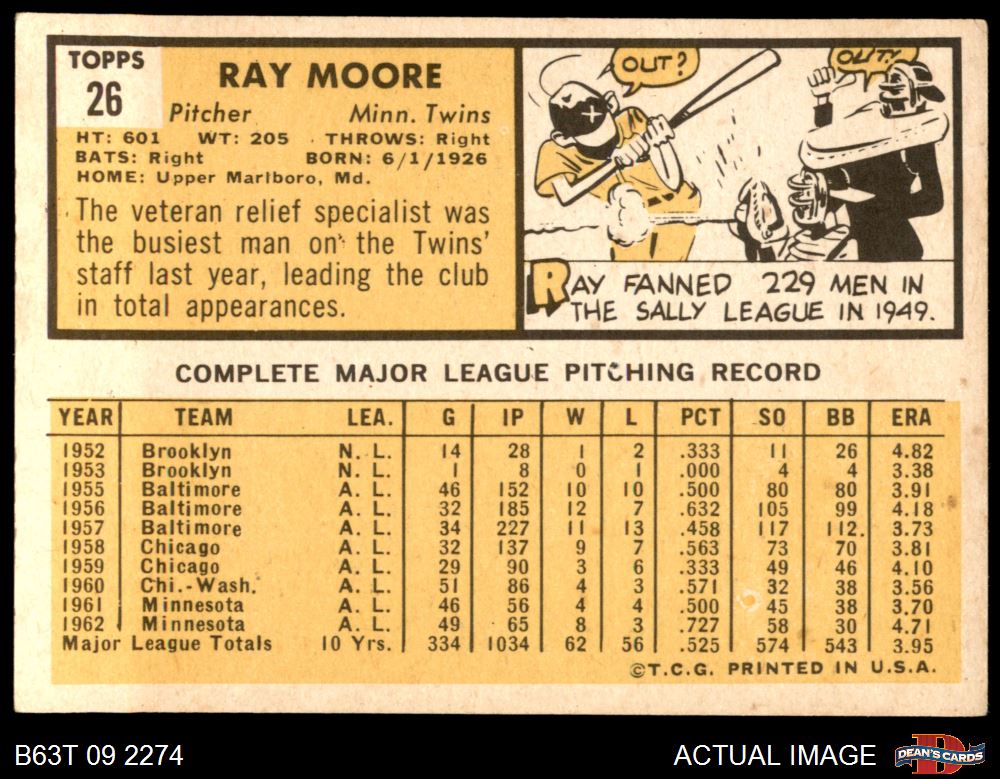 TOPPS
26
RAY MOORE
Pitcher Minn. Twins
HT: 601 WT: 205 THROWS: Right
BATS: Right BORN: 6/1/1926
HOME: Upper Marlboro, Md.
The veteran relief specialist was
the busiest man on the Twins'
staff last year, leading the club
in total appearances.
OUT?
OUT!
RAY FANNED 229 MEN IN
THE SALLY LEAGUE IN 1949.
COMPLETE MAJOR LEAGUE PITCHING RECORD
YEAR TEAM LEA. G IP W L PCT SO BB ERA
1952 Brooklyn N. L. 14 28 1 2 .333 11 26 4.82
1953 Brooklyn N. L. 1 8 0 1 .000 4 4 3.38
1955 Baltimore A. L. 46 152 10 10 .500 80 80 3.91
1956 Baltimore A. L. 32 185 12 7 .632 105 99 4.18
1957 Baltimore A. L. 34 227 11 13 .458 117 112 3.73
1958 Chicago A. L. 32 137 9 7 .563 73 70 3.81
1959 Chicago A. L. 29 90 3 6 .333 49 46 4.10
1960 Chi.-Wash. A. L. 51 86 4 3 .571 32 38 3.56
1961 Minnesota A. L. 46 56 4 4 .500 45 38 3.70
1962 Minnesota A. L. 49 65 8 3 .727 58 30 4.71
Major League Totals 10 Yrs. 334 1034 62 56 .525 574 543 3.95
©T.C.G. PRINTED IN U.S.A.
B63T 09 2274
ACTUAL IMAGE
DEAN'S CARDS